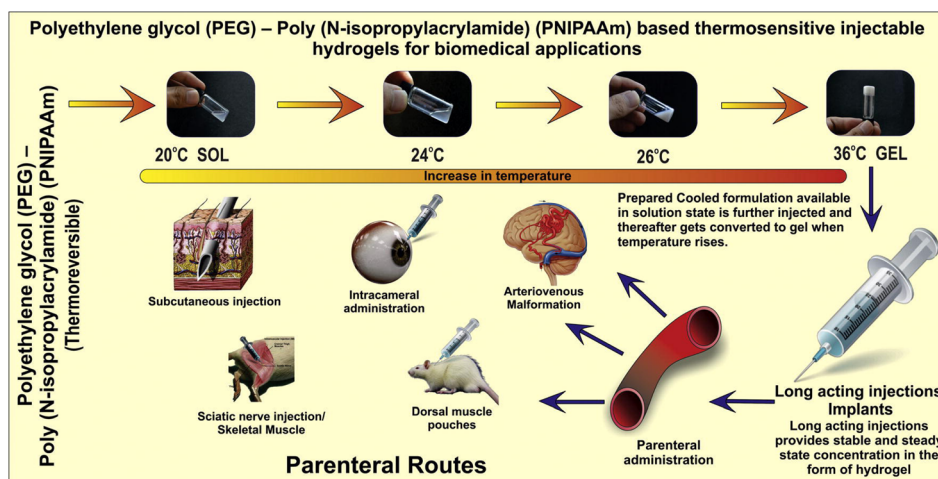 Polyethylene glycol (PEG) – Poly (N-isopropylacrylamide) (PNIPAAm) based thermosensitive injectable
hydrogels for biomedical applications
Polyethylene glycol (PEG) –
Poly (N-isopropylacrylamide) (PNIPAAm)
(Thermoreversible)
20°C SOL
24°C
26°C
36°C GEL
Increase in temperature
Prepared Cooled formulation available
in solution state is further injected and
thereafter gets converted to gel when
temperature rises.
Subcutaneous injection
Intracameral
administration
Arteriovenous
Malformation
Sciatic nerve injection/
Skeletal Muscle
Dorsal muscle
pouches
Parenteral
administration
Long acting injections
Implants
Long acting injections
provides stable and steady
state concentration in the
form of hydrogel
Parenteral Routes